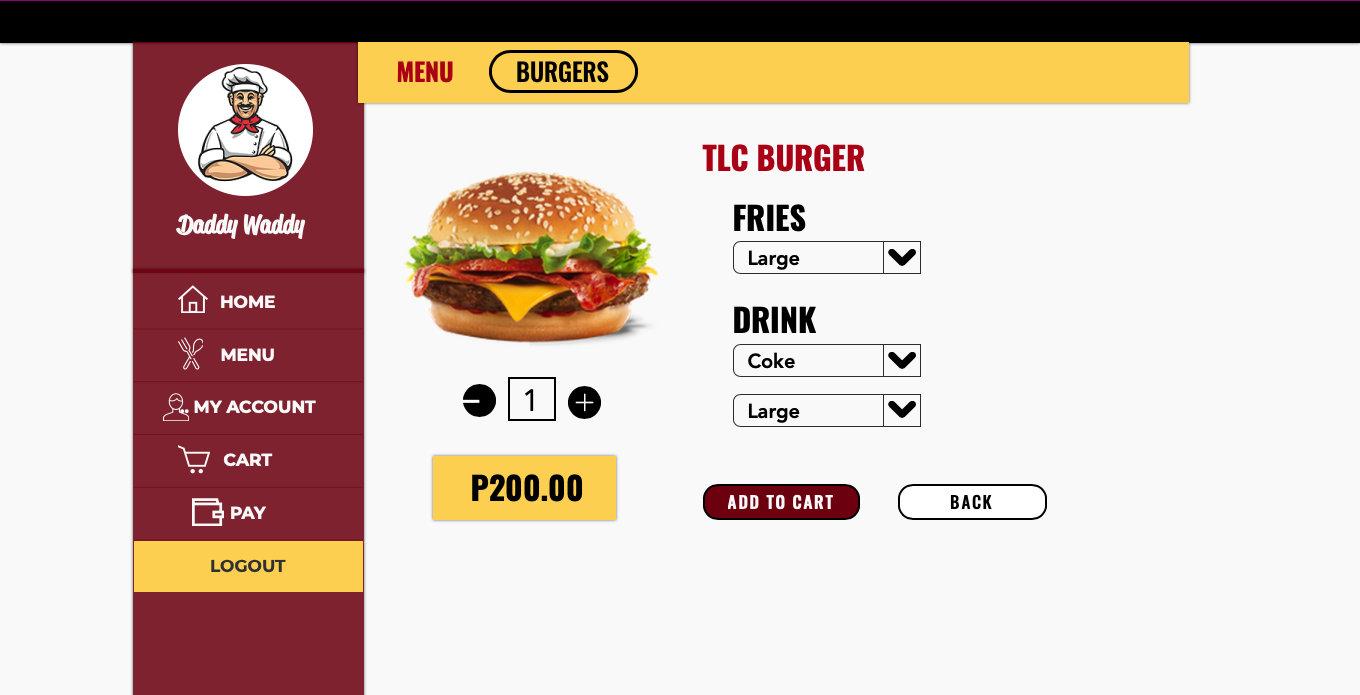 MENU
BURGERS
Daddy Waddy
HOME
MENU
MY ACCOUNT
CART
PAY
LOGOUT
1
P200.00
TLC BURGER
FRIES
Large
DRINK
Coke
Large
ADD TO CART
BACK